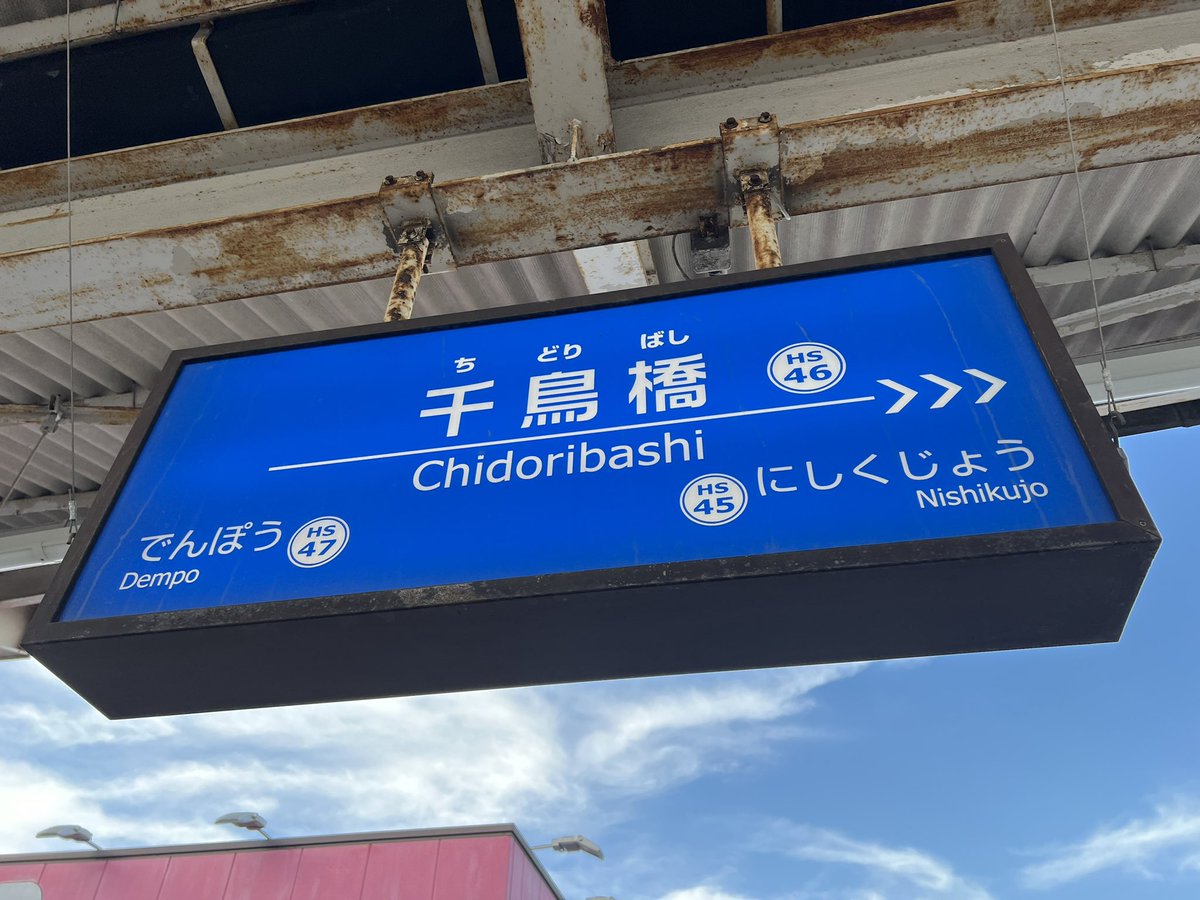 ち どり ばし
千鳥橋 HS 46
Chidoribashi
でんぽう HS 47
Dempo
HS 45 にしくじょう
Nishikujo